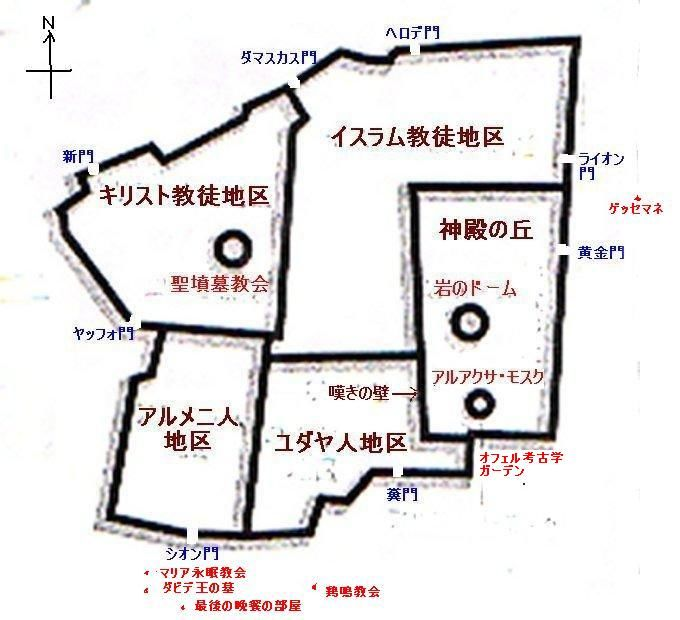 N
ヘロデ門
ダマスカス門
イスラム教徒地区
新門
ライオン
門
キリスト教徒地区
ゲッセマネ
神殿の丘
黄金門
聖墳墓教会
岩のドーム
ヤッフォ門
アルアクサ・モスク
嘆きの壁→
アルメニ人
地区
ユダヤ人地区
オフェル考古学
ガーデン
糞門
シオン門
マリア永眠教会
ダビデ王の墓
鶏鳴教会
最後の晩餐の部屋